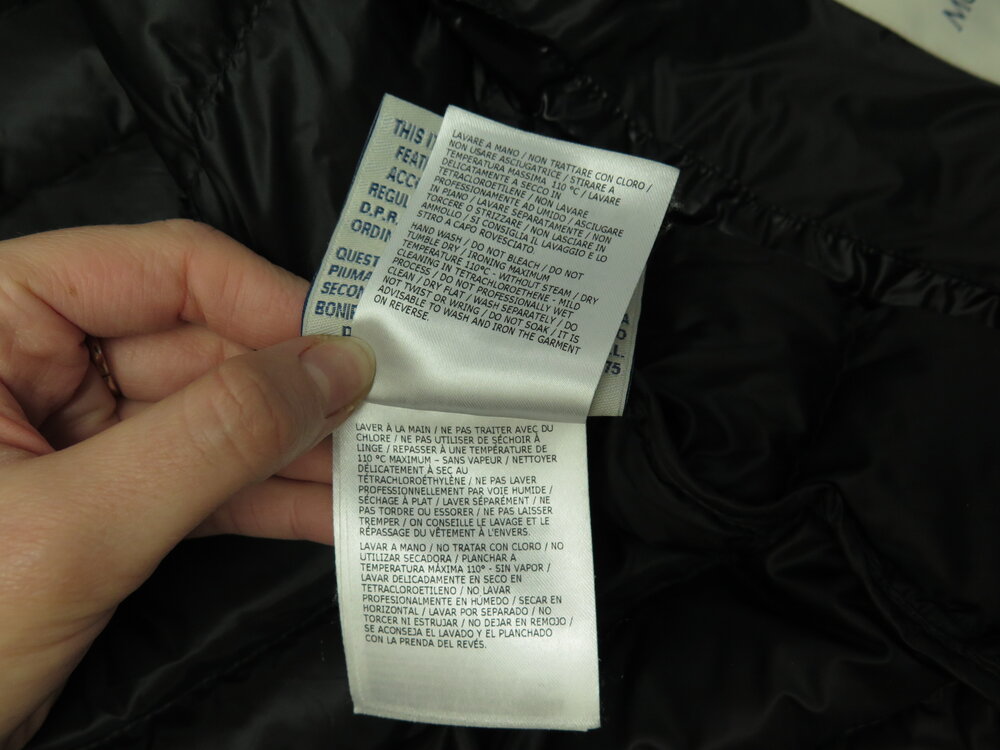 THIS
REGUL
D.P.R.
ORDIN
QUEST
PIUMA
SECON
75
LAVARE A MANO / NON TRATTARE CON CLORO /
NON USARE ASCIUGATRICE / STIRARE A
TEMPERATURA MASSIMA 110 °C / LAVARE
DELICATAMENTE A SECCO IN
TETRACLOROETILENE / NON LAVARE
PROFESSIONALMENTE AD UMIDO / ASCIUGARE
IN PIANO / LAVARE SEPARATAMENTE / NON
TORCERE O STRIZZARE / NON LASCIARE IN
AMMOLLO / SI CONSIGLIA IL LAVAGGIO E LO
STIRO A CAPO ROVESCIATO
HAND WASH / DO NOT BLEACH / DO NOT
TUMBLE DRY / IRONING MAXIMUM
TEMPERATURE 110°C - WITHOUT STEAM / DRY
CLEANING IN TETRACHLOROETHENE - MILD
PROCESS / DO NOT PROFESSIONALLY WET
CLEAN / DRY FLAT / WASH SEPARATELY / DO
NOT TWIST OR WRING / DO NOT SOAK / IT IS
ADVISABLE TO WASH AND IRON THE GARMENT
ON REVERSE.
LAVER À LA MAIN / NE PAS TRAITER AVEC DU
CHLORE / NE PAS UTILISER DE SÉCHOIR À
LINGE / REPASSER À UNE TEMPÉRATURE DE
110 °C MAXIMUM – SANS VAPEUR / NETTOYER
DÉLICATEMENT À SEC AU
TÉTRACHLOROÉTHYLÈNE / NE PAS LAVER
PROFESSIONNELLEMENT PAR VOIE HUMIDE /
SÉCHAGE À PLAT / LAVER SÉPARÉMENT / NE
PAS TORDRE OU ESSORER / NE PAS LAISSER
TREMPER / ON CONSEILLE LE LAVAGE ET LE
RÉPASSAGE DU VÊTEMENT À L'ENVERS.
LAVAR A MANO / NO TRATAR CON CLORO / NO
UTILIZAR SECADORA / PLANCHAR A
TEMPERATURA MÁXIMA 110° - SIN VAPOR /
LAVAR DELICADAMENTE EN SECO EN
TETRACLOROETILENO / NO LAVAR
PROFESIONALMENTE EN HÚMEDO / SECAR EN
HORIZONTAL / LAVAR POR SEPARADO / NO
TORCER NI ESTRUJAR / NO DEJAR EN REMOJO /
SE ACONSEJA EL LAVADO Y EL PLANCHADO
CON LA PRENDA DEL REVÉS.